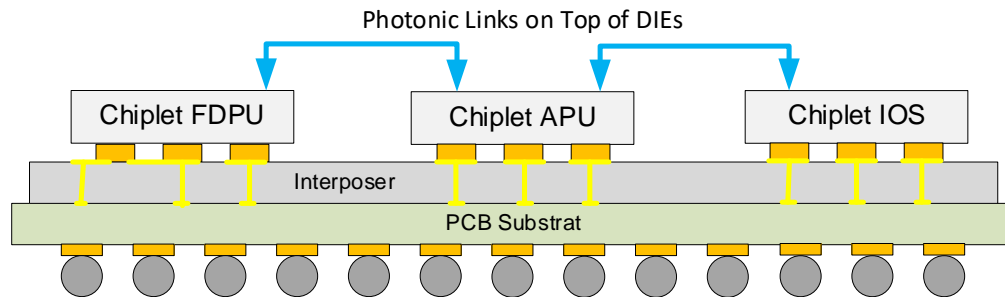 Photonic Links on Top of DIEs
Chiplet FDPU
Chiplet APU
Chiplet IOS
Interposer
PCB Substrat